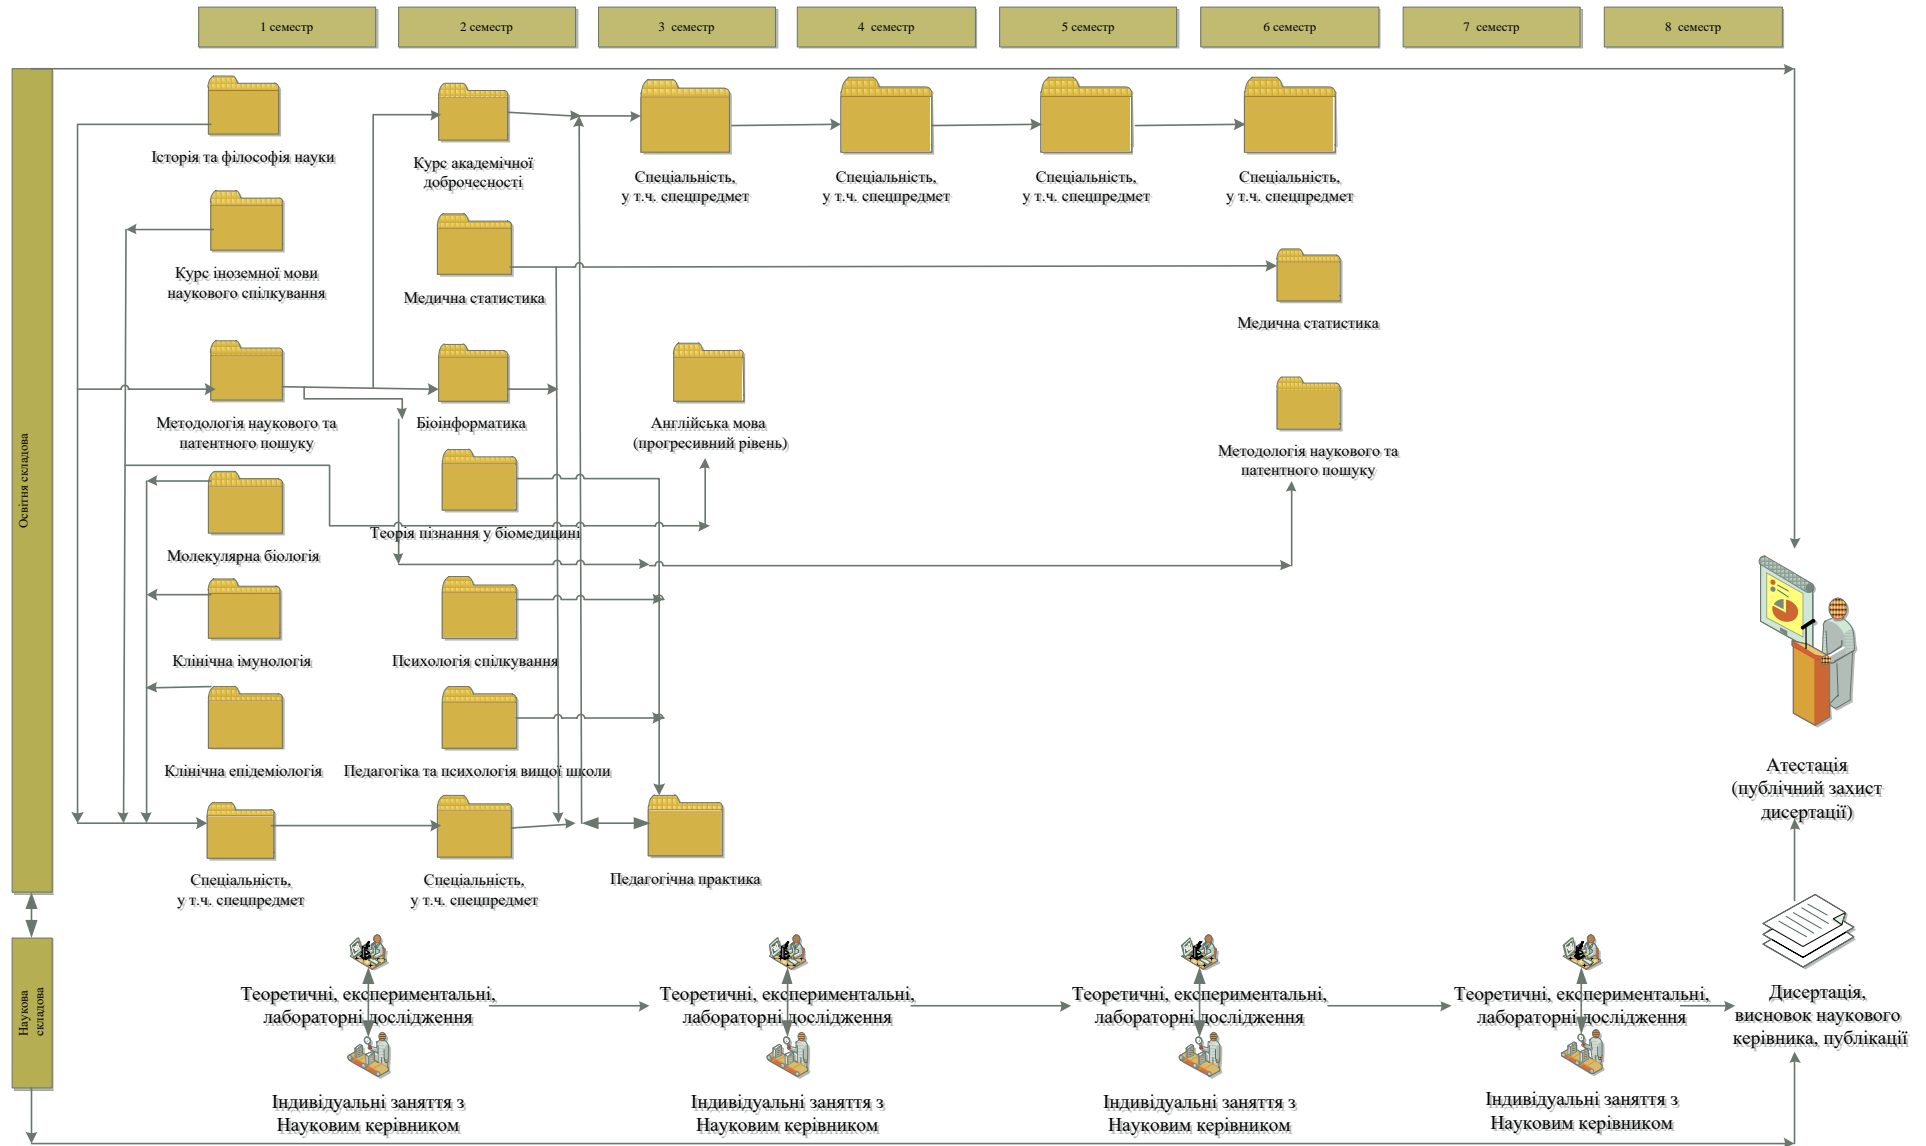 1 семестр
2 семестр
3 семестр
4 семестр
5 семестр
6 семестр
7 семестр
8 семестр
Освітня складова
Історія та філософія науки
Курс академічної
доброчесності
Спеціальність,
у т.ч. спецпредмет
Спеціальність,
у т.ч. спецпредмет
Спеціальність,
у т.ч. спецпредмет
Спеціальність,
у т.ч. спецпредмет
Курс іноземної мови
наукового спілкування
Медична статистика
Медична статистика
Методологія наукового та
патентного пошуку
Біоінформатика
Англійська мова
(прогресивний рівень)
Методологія наукового та
патентного пошуку
Молекулярна біологія
Теорія пізнання у біомедицині
Клінічна імунологія
Психологія спілкування
Клінічна епідеміологія
Педагогіка та психологія вищої школи
Атестація
(публічний захист
дисертації)
Спеціальність,
у т.ч. спецпредмет
Спеціальність,
у т.ч. спецпредмет
Педагогічна практика
Наукова
складова
Теоретичні, експериментальні,
лабораторні дослідження
Теоретичні, експериментальні,
лабораторні дослідження
Теоретичні, експериментальні,
лабораторні дослідження
Теоретичні, експериментальні,
лабораторні дослідження
Дисертація,
висновок наукового
керівника, публікації
Індивідуальні заняття з
Науковим керівником
Індивідуальні заняття з
Науковим керівником
Індивідуальні заняття з
Науковим керівником
Індивідуальні заняття з
Науковим керівником